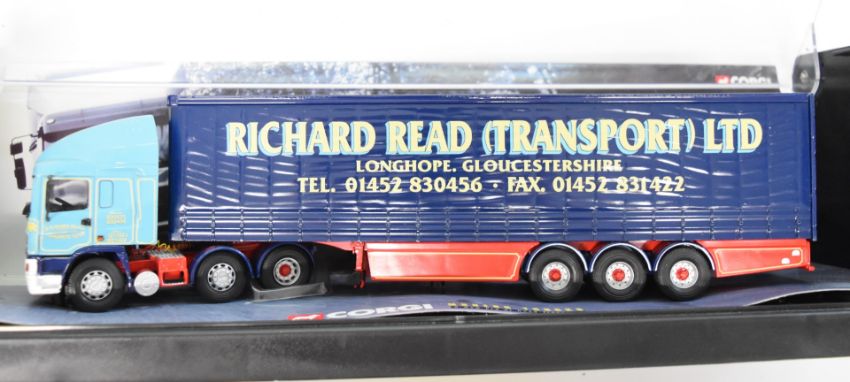 CORGI
RICHARD READ (TRANSPORT) LTD
LONGHOPE. GLOUCESTERSHIRE
TEL. 01452 830456 · FAX. 01452 831422
CORGI